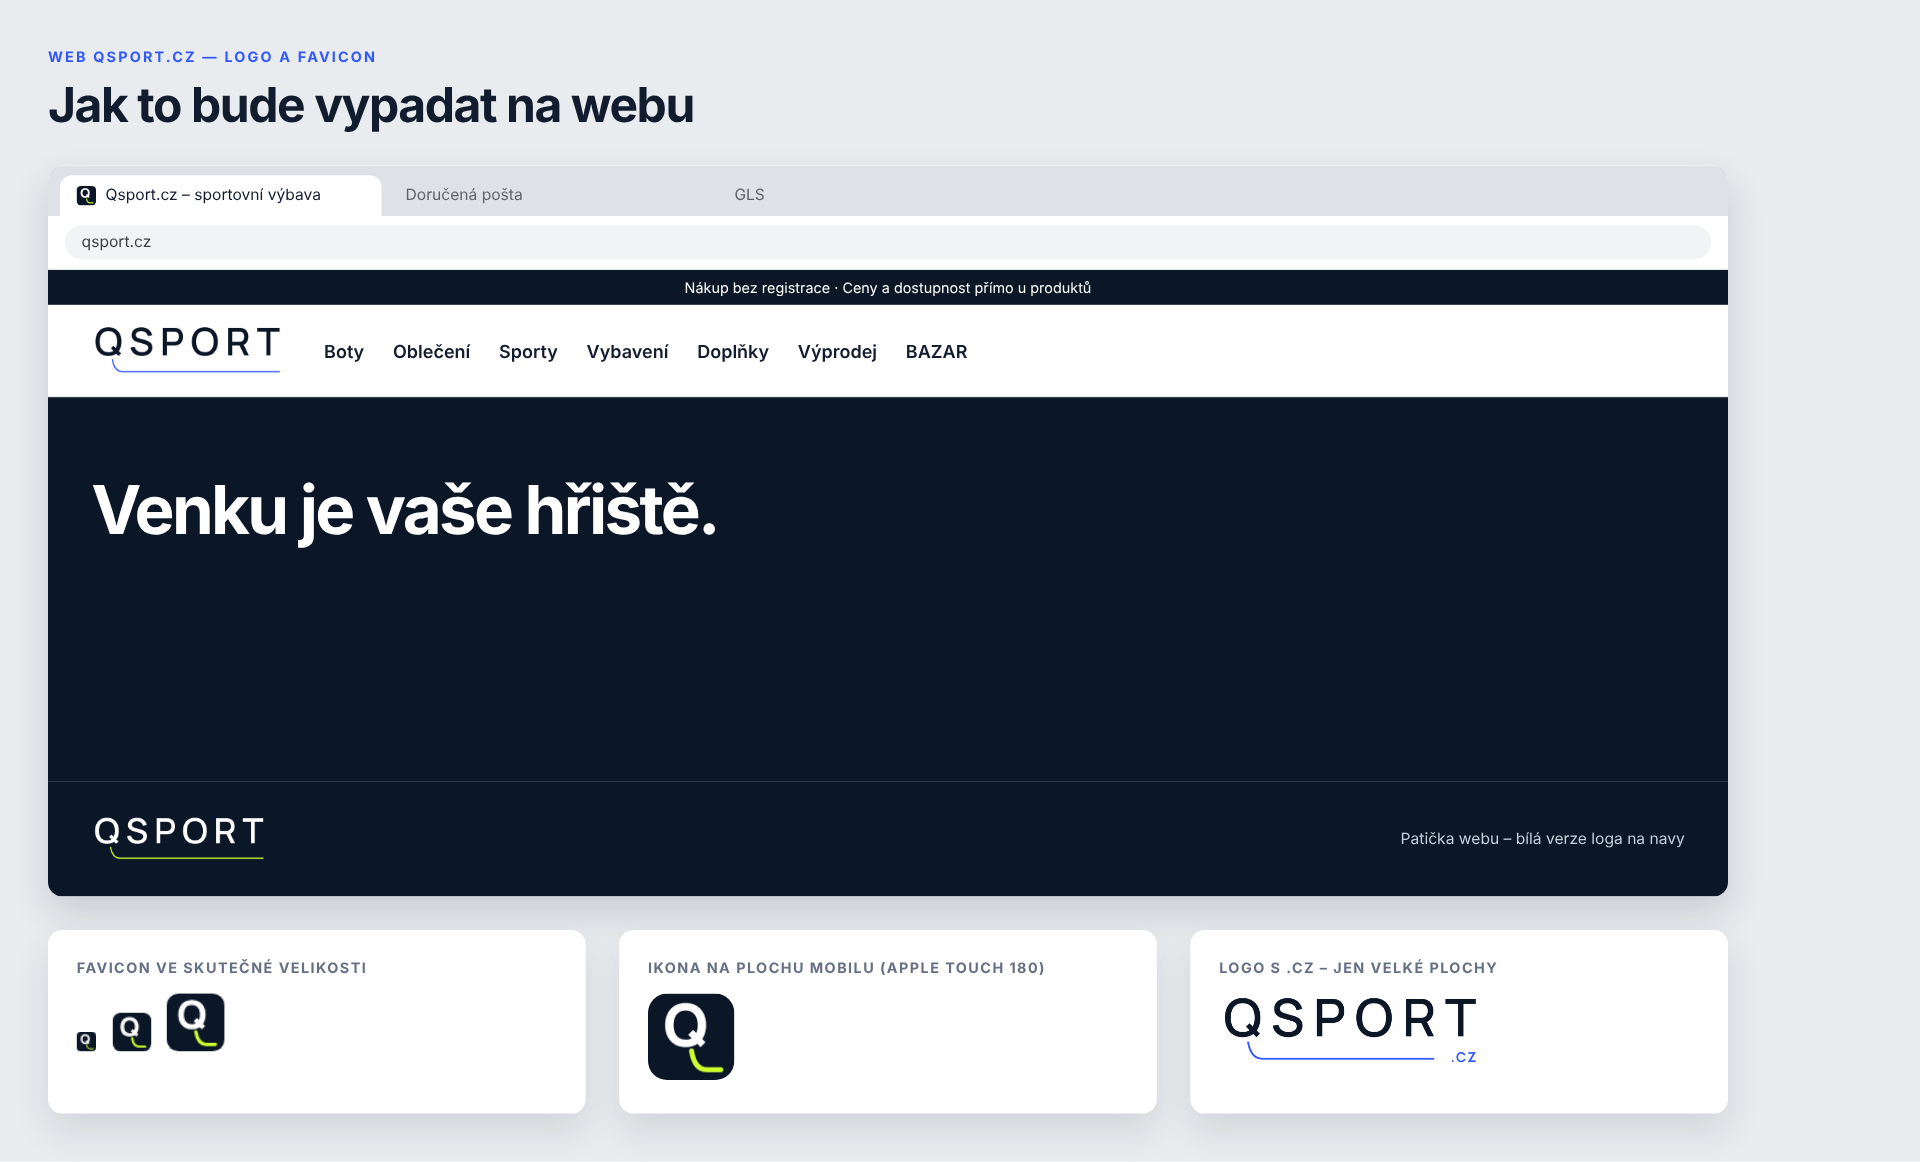 WEB QSPORT.CZ — LOGO A FAVICON
Jak to bude vypadat na webu
Q Qsport.cz – sportovní výbava Doručená pošta GLS
qsport.cz
Nákup bez registrace · Ceny a dostupnost přímo u produktů
QSPORT Boty Oblečení Sporty Vybavení Doplňky Výprodej BAZAR
Venku je vaše hřiště.
QSPORT Patička webu – bílá verze loga na navy
FAVICON VE SKUTEČNÉ VELIKOSTI
Q Q Q
IKONA NA PLOCHU MOBILU (APPLE TOUCH 180)
Q
LOGO S .CZ – JEN VELKÉ PLOCHY
QSPORT
.CZ